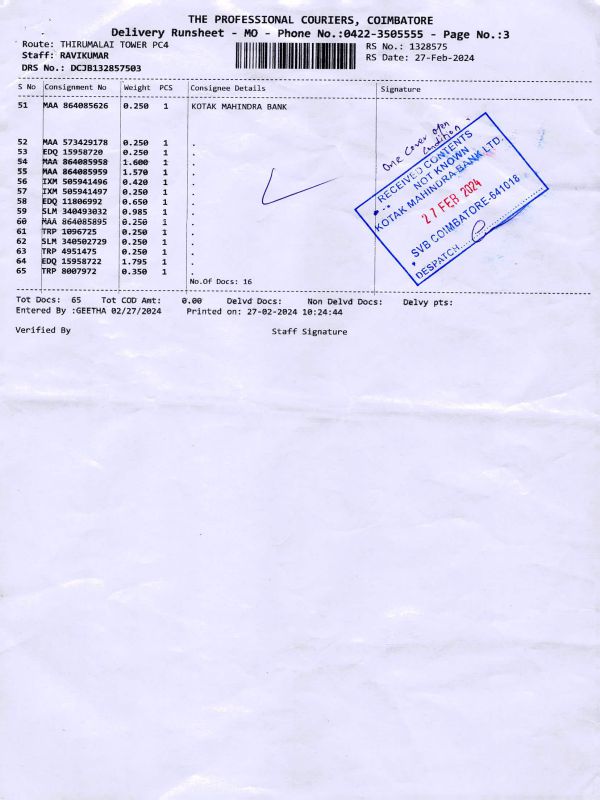 THE PROFESSIONAL COURIERS, COIMBATORE
Delivery Runsheet - MO - Phone No.:0422-3505555 - Page No.:3
Route: THIRUMALAI TOWER PC4 RS No.: 1328575
Staff: RAVIKUMAR RS Date: 27-Feb-2024
DRS No.: DCJB132857503
S No Consignment No Weight PCS Consignee Details Signature
51 MAA 864085626 0.250 1 KOTAK MAHINDRA BANK
52 MAA 573429178 0.250 1 .
53 EDQ 15958720 0.250 1 .
54 MAA 864085958 1.600 1 .
55 MAA 864085959 1.570 1 .
56 IXM 505941496 0.420 1 .
57 IXM 505941497 0.250 1 .
58 EDQ 11806992 0.650 1 .
59 SLM 340493032 0.985 1 .
60 MAA 864085895 0.250 1 .
61 TRP 1096725 0.250 1 .
62 SLM 340502729 0.250 1 .
63 TRP 4951475 0.250 1 .
64 EDQ 15958722 1.795 1 .
65 TRP 8007972 0.350 1 .
No.Of Docs: 16
One Cover open
Condition.
RECEIVED CONTENTS
NOT KNOWN
KOTAK MAHINDRA BANK LTD.
27 FEB 2024
SVB COIMBATORE-641018
DESPATCH
Tot Docs: 65 Tot COD Amt: 0.00 Delvd Docs: Non Delvd Docs: Delvy pts:
Entered By :GEETHA 02/27/2024 Printed on: 27-02-2024 10:24:44
Verified By Staff Signature